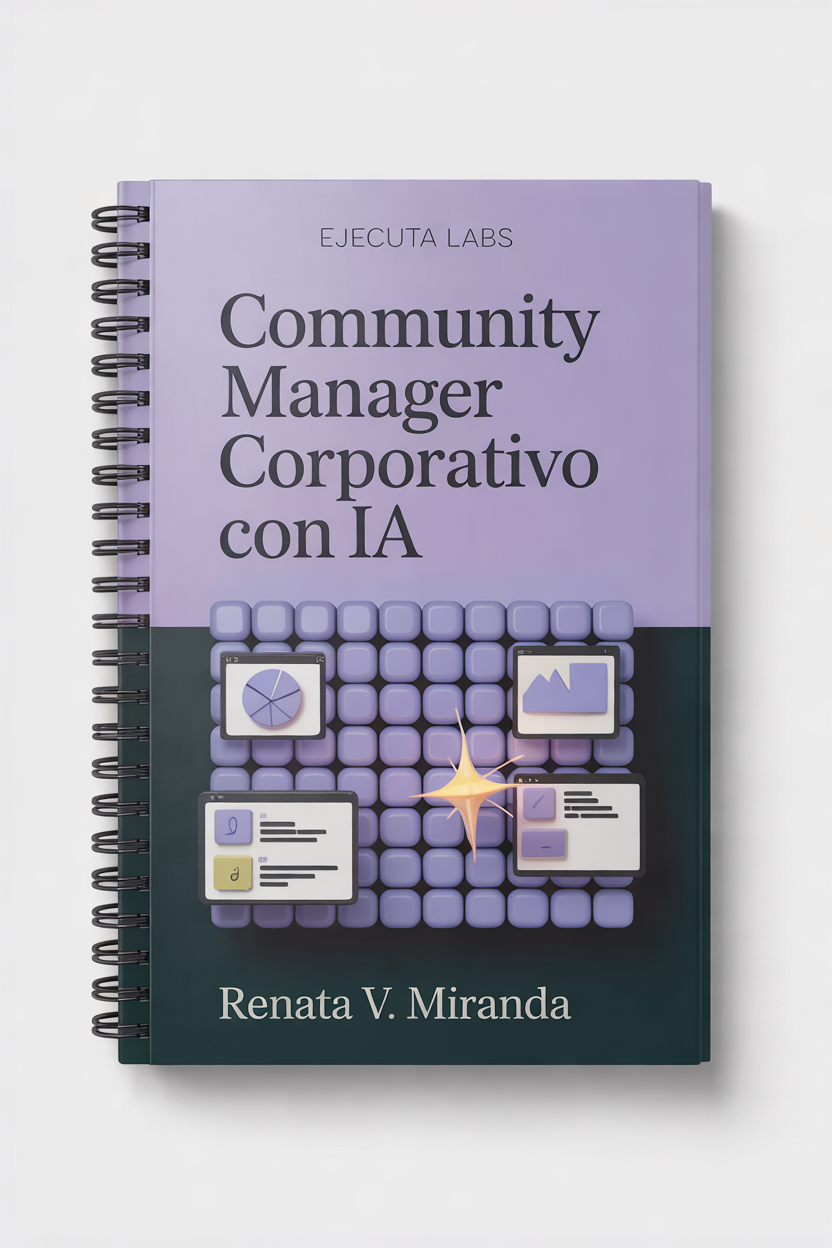 EJECUTA LABS
Community
Manager
Corporativo
con IA
Renata V. Miranda